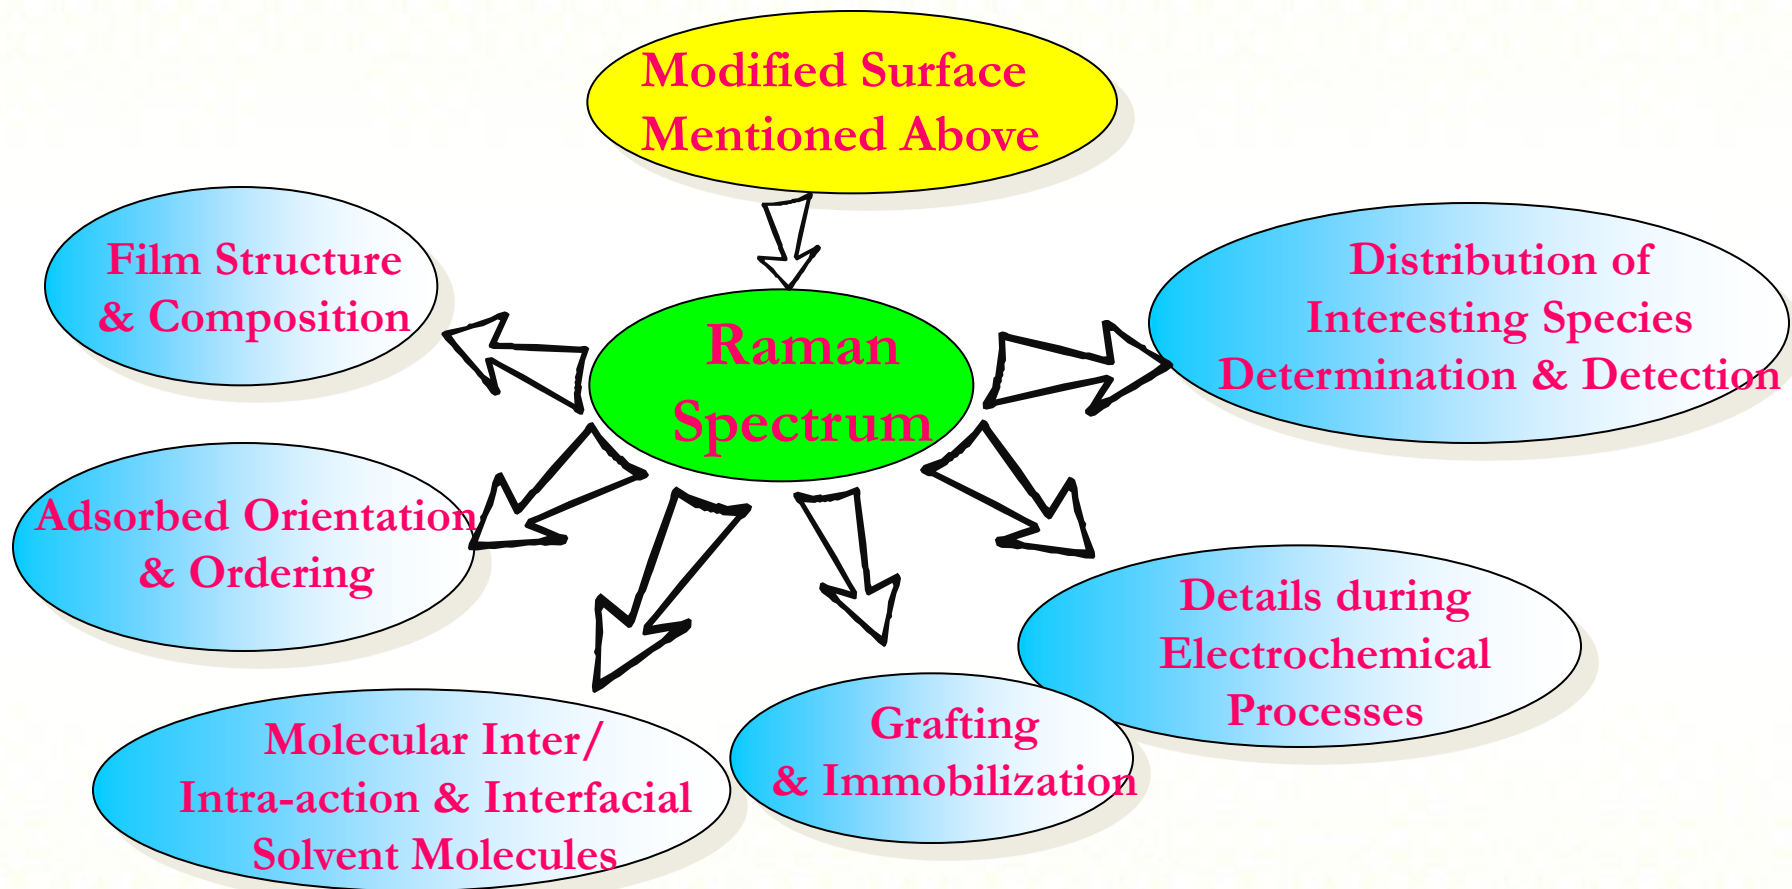 Modified Surface
Mentioned Above
Film Structure
& Composition
Raman
Spectrum
Distribution of
Interesting Species
Determination & Detection
Adsorbed Orientation
& Ordering
Details during
Electrochemical
Processes
Molecular Inter/
Intra-action & Interfacial
Solvent Molecules
Grafting
& Immobilization